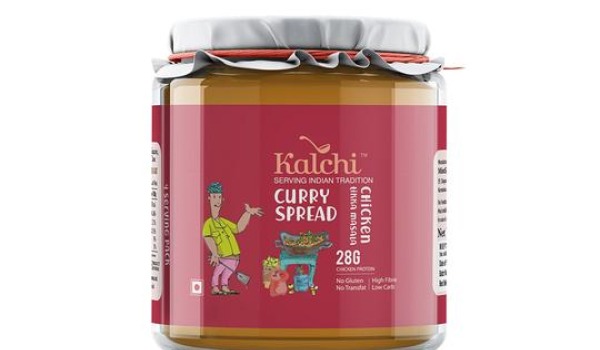 Kalchi™
SERVING INDIAN TRADITION
CURRY
SPREAD
CHICKEN
TIKKA MASALA
28G
CHICKEN PROTEIN
No Gluten | High Fibre
No Transfat | Low Carb